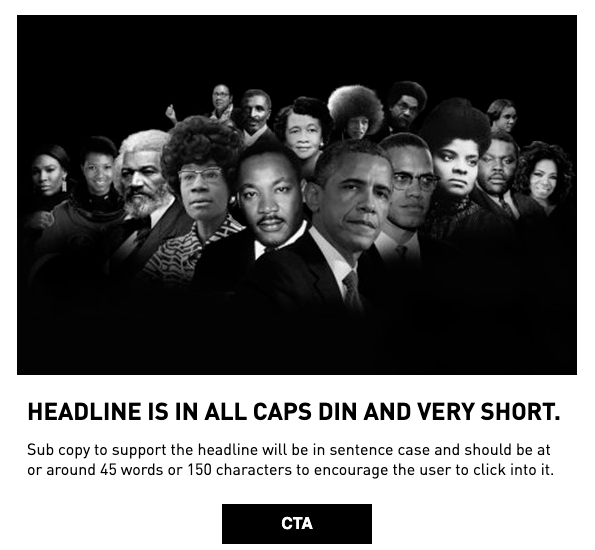 HEADLINE IS IN ALL CAPS DIN AND VERY SHORT.
Sub copy to support the headline will be in sentence case and should be at
or around 45 words or 150 characters to encourage the user to click into it.
CTA